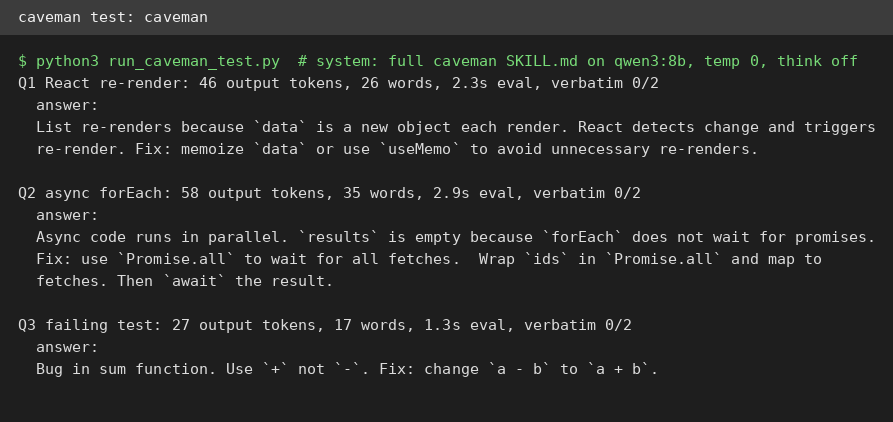 caveman test: caveman
$ python3 run_caveman_test.py  # system: full caveman SKILL.md on qwen3:8b, temp 0, think off
Q1 React re-render: 46 output tokens, 26 words, 2.3s eval, verbatim 0/2
  answer:
  List re-renders because `data` is a new object each render. React detects change and triggers
  re-render. Fix: memoize `data` or use `useMemo` to avoid unnecessary re-renders.

Q2 async forEach: 58 output tokens, 35 words, 2.9s eval, verbatim 0/2
  answer:
  Async code runs in parallel. `results` is empty because `forEach` does not wait for promises.
  Fix: use `Promise.all` to wait for all fetches.  Wrap `ids` in `Promise.all` and map to
  fetches. Then `await` the result.

Q3 failing test: 27 output tokens, 17 words, 1.3s eval, verbatim 0/2
  answer:
  Bug in sum function. Use `+` not `-`. Fix: change `a - b` to `a + b`.